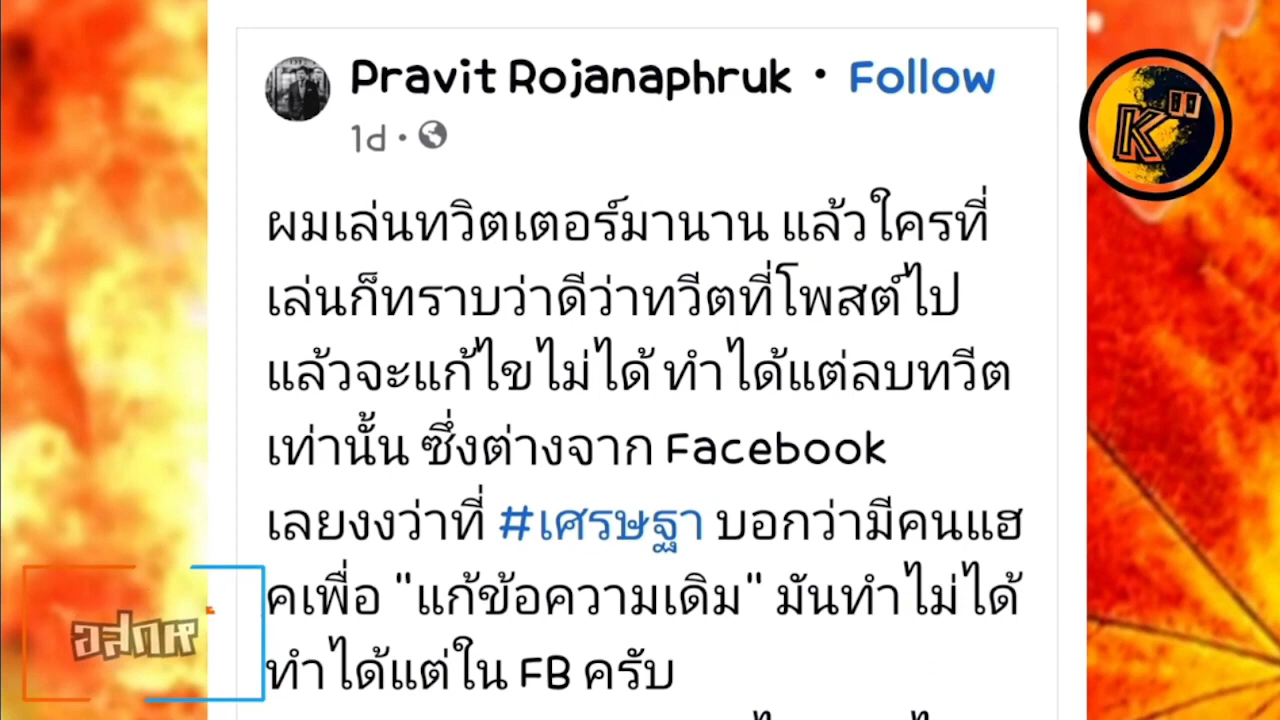 Pravit Rojanaphruk • Follow
1d •
K"
ผมเล่นทวิตเตอร์มานาน แล้วใครที่
เล่นก็ทราบว่าดีว่าทวีตที่โพสต์ไป
แล้วจะแก้ไขไม่ได้ ทำได้แต่ลบทวีต
เท่านั้น ซึ่งต่างจาก Facebook
เลยงงว่าที่ #เศรษฐา บอกว่ามีคนแฮ
คเพื่อ "แก้ข้อความเดิม" มันทำไม่ได้
ทำได้แต่ใน FB ครับ
อสกห